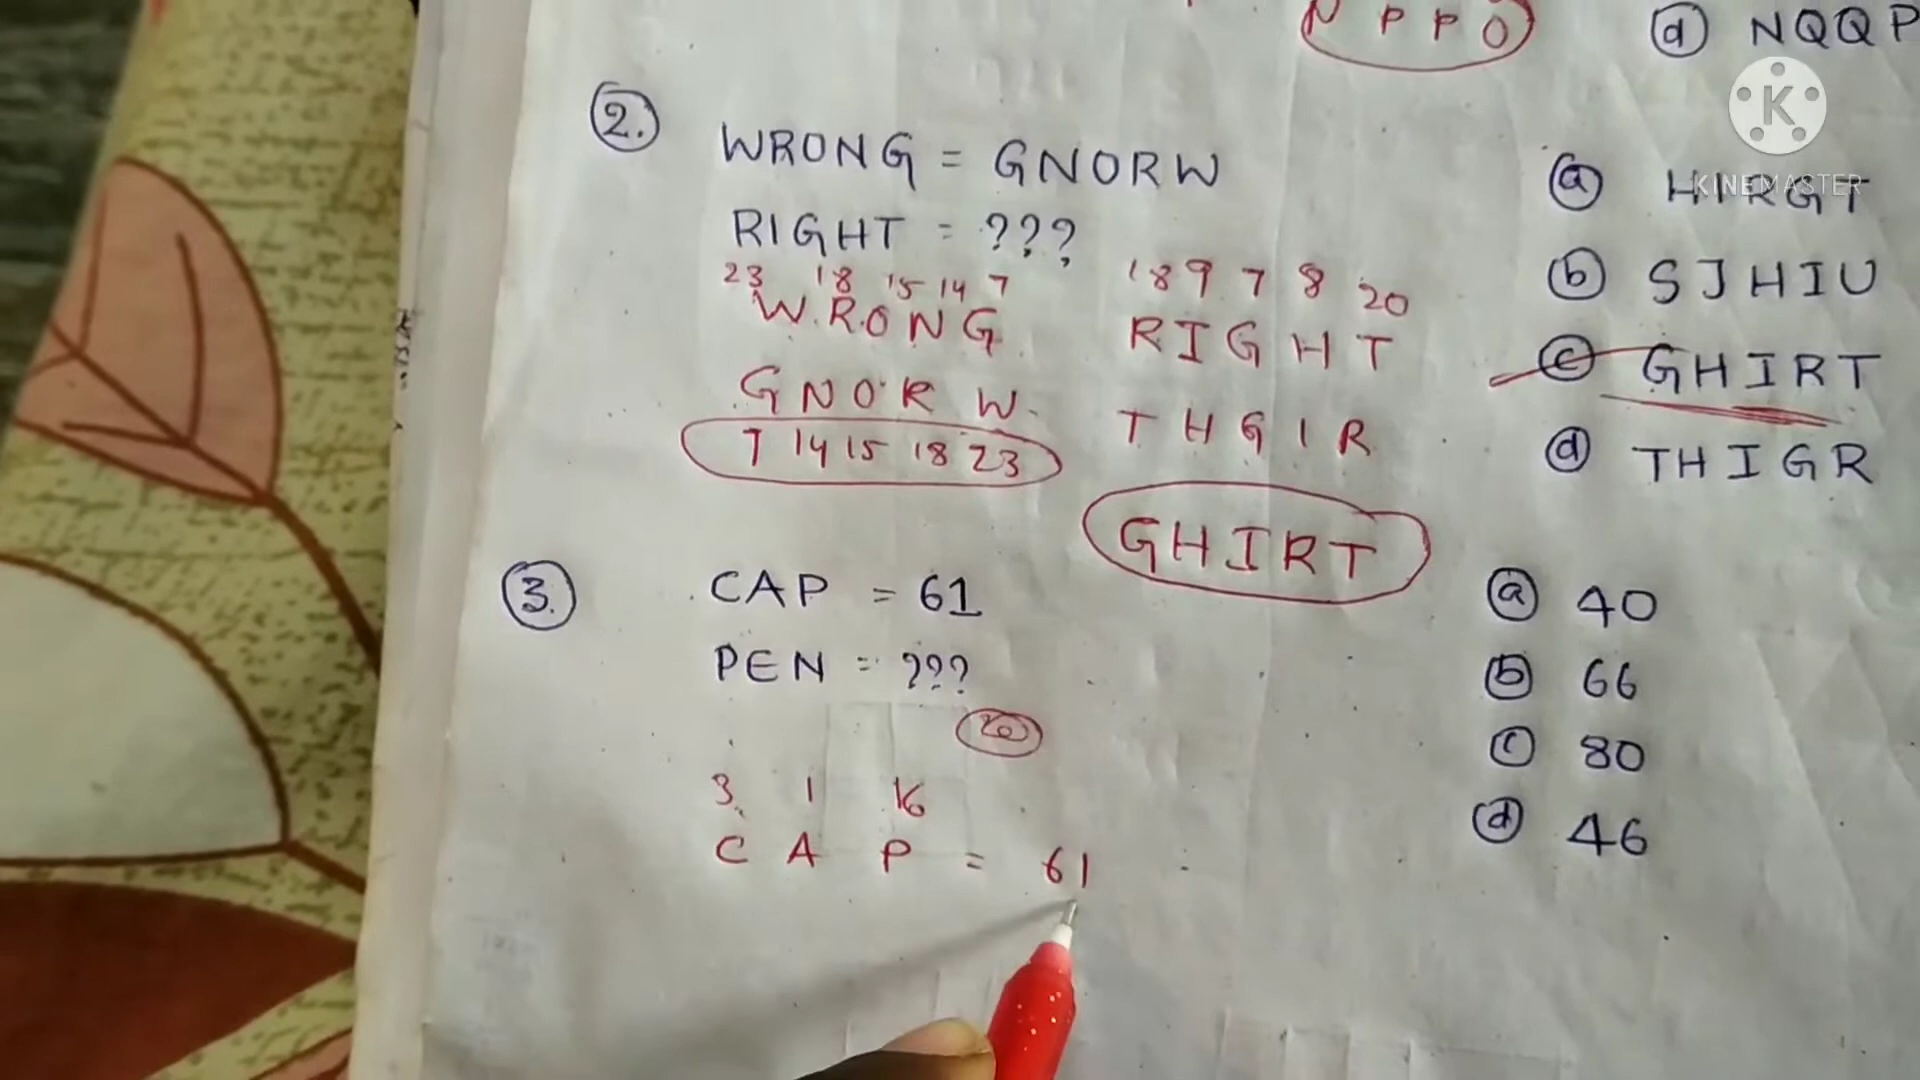 N P P O
d NQQP
K
KINEMASTER
2. WRONG = GNORW
RIGHT = ???
23 18 15 14 7
WRONG
GNORW
7 14 15 18 23
18 9 7 8 20
RIGHT
THGIR
GHIRT
a HIRGT
b SJHIU
c GHIRT
d THIGR
3. CAP = 61
PEN = ???
20
3 1 16
C A P = 61
a 40
b 66
c 80
d 46